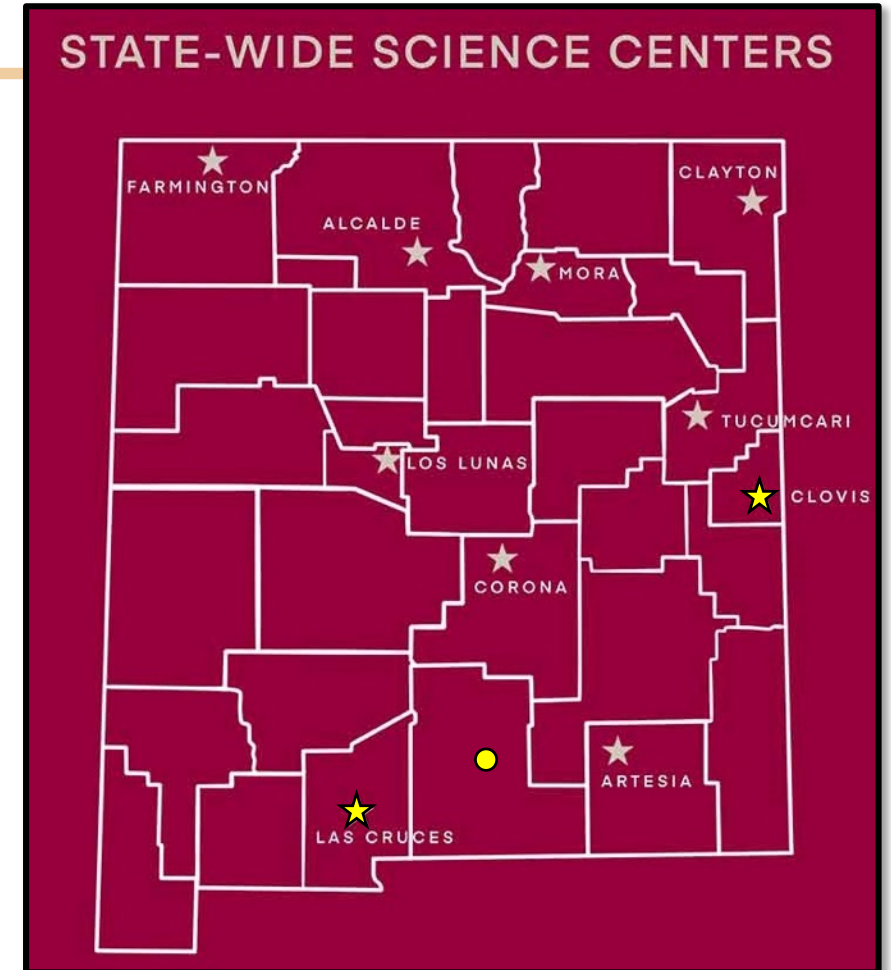 STATE-WIDE SCIENCE CENTERS
FARMINGTON
CLAYTON
ALCALDE
MORA
TUCUMCARI
LOS LUNAS
CLOVIS
CORONA
ARTESIA
LAS CRUCES